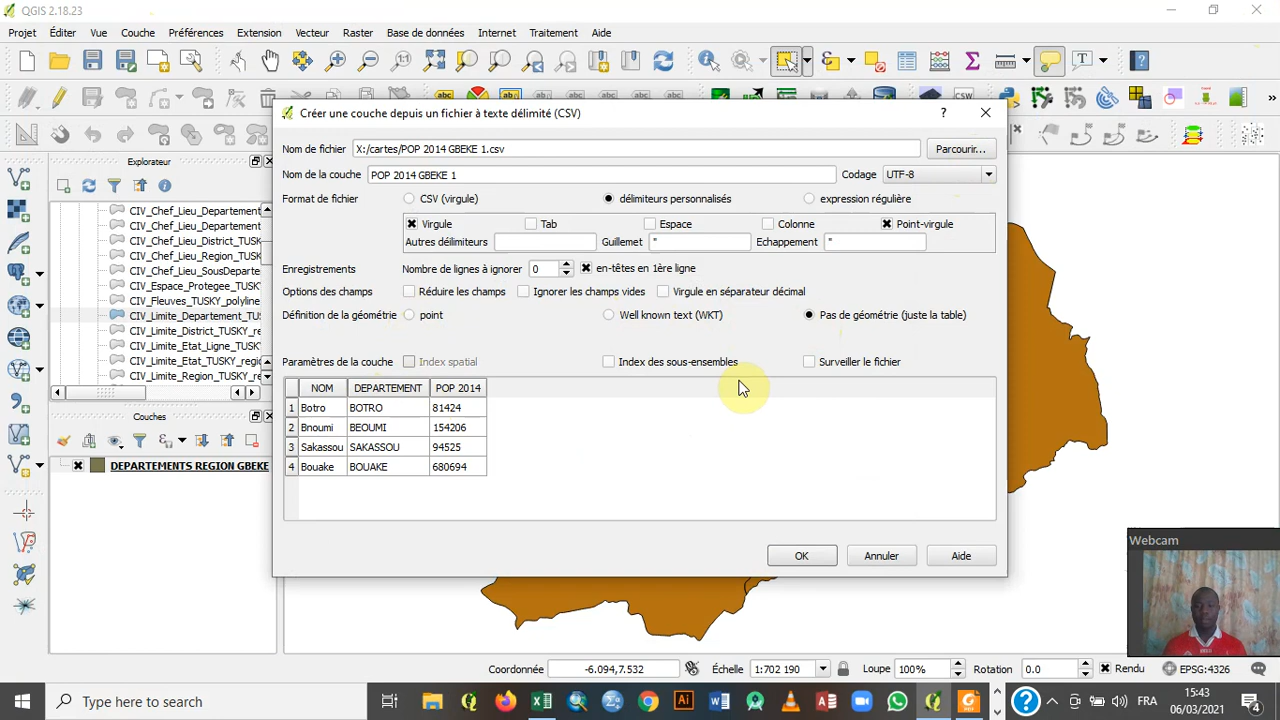 QGIS 2.18.23
Projet Éditer Vue Couche Préférences Extension Vecteur Raster Base de données Internet Traitement Aide
Créer une couche depuis un fichier à texte délimité (CSV)
Nom de fichier X:/cartes/POP 2014 GBEKE 1.csv Parcourir...
Nom de la couche POP 2014 GBEKE 1 Codage UTF-8
Format de fichier CSV (virgule) délimiteurs personnalisés expression régulière
Virgule Tab Espace Colonne Point-virgule
Autres délimiteurs Guillemet " Echappement "
Enregistrements Nombre de lignes à ignorer 0 en-têtes en 1ère ligne
Options des champs Réduire les champs Ignorer les champs vides Virgule en séparateur décimal
Définition de la géométrie point Well known text (WKT) Pas de géométrie (juste la table)
Paramètres de la couche Index spatial Index des sous-ensembles Surveiller le fichier
NOM DEPARTEMENT POP 2014
1 Botro BOTRO 81424
2 Bnoumi BEOUMI 154206
3 Sakassou SAKASSOU 94525
4 Bouake BOUAKE 680694
OK Annuler Aide
Explorateur
CIV_Chef_Lieu_Departement
CIV_Chef_Lieu_Departement
CIV_Chef_Lieu_District_TUSK
CIV_Chef_Lieu_Region_TUSK
CIV_Chef_Lieu_SousDeparte
CIV_Espace_Protegee_TUSK
CIV_Fleuves_TUSKY_polyline
CIV_Limite_Departement_TU
CIV_Limite_District_TUSKY_re
CIV_Limite_Etat_Ligne_TUSK
CIV_Limite_Etat_TUSKY_region
CIV_Limite_Region_TUSKY_re
Couches
DEPARTEMENTS REGION GBEKE
Webcam
Coordonnée -6.094,7.532 Échelle 1:702 190 Loupe 100% Rotation 0.0 Rendu EPSG:4326
Type here to search
FRA
15:43
06/03/2021